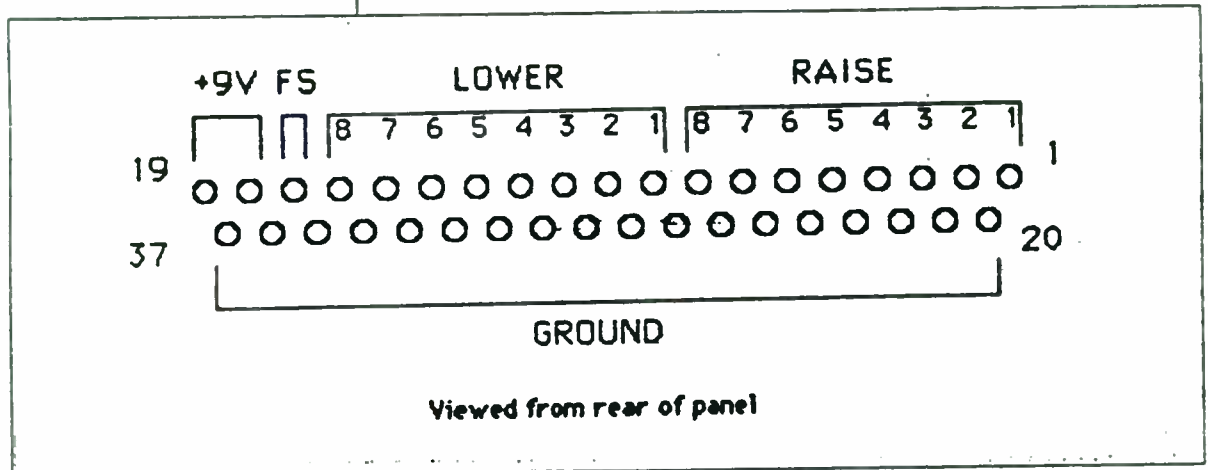 +9V FS LOWER RAISE
8 7 6 5 4 3 2 1 8 7 6 5 4 3 2 1
19 1
37 20
GROUND
Viewed from rear of panel